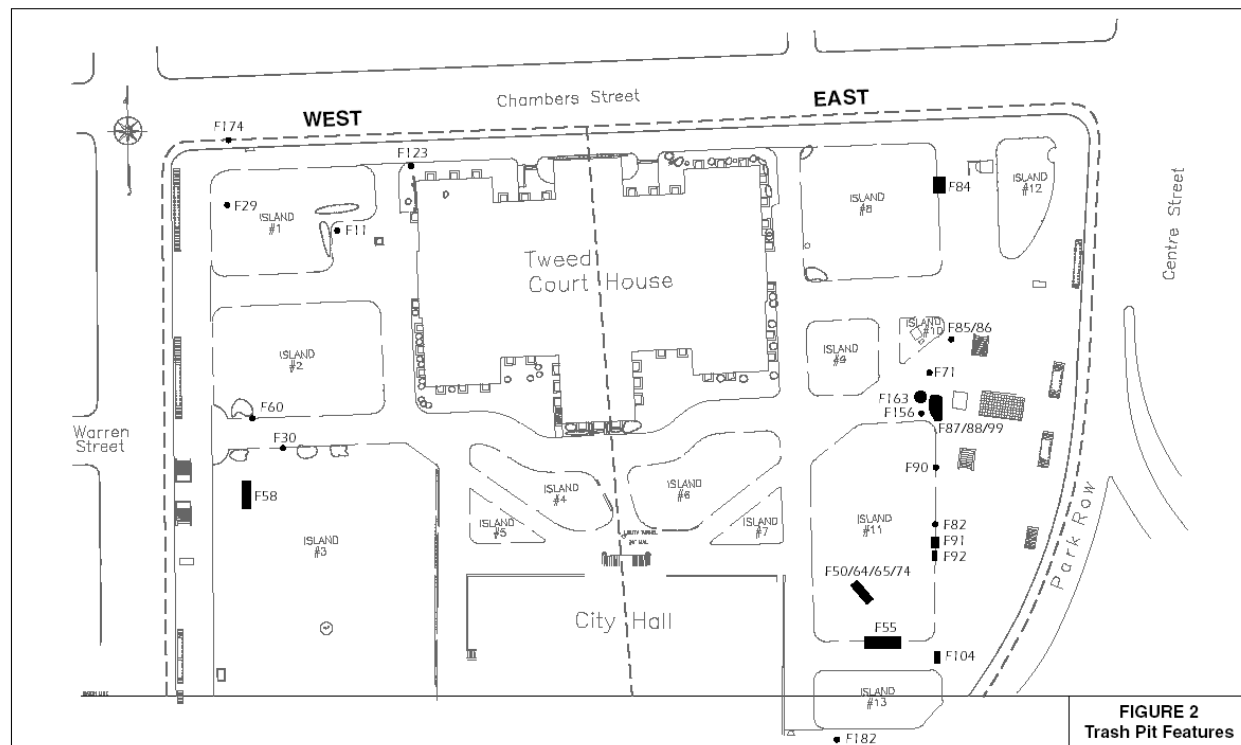 Chambers Street
WEST
EAST
F174
F123
F29
ISLAND
#1
F11
Tweed
Court House
ISLAND
#8
F84
ISLAND
#12
Centre Street
ISLAND
#2
ISLAND
#9
ISLAND
#10
F85/86
F71
F163
F156
F87/88/99
F60
Warren
Street
F30
F58
ISLAND
#3
ISLAND
#4
ISLAND
#5
ISLAND
#6
ISLAND
#7
F90
ISLAND
#11
F82
F91
F92
F50/64/65/74
F55
F104
City Hall
Park Row
ISLAND
#13
F182
FIGURE 2
Trash Pit Features